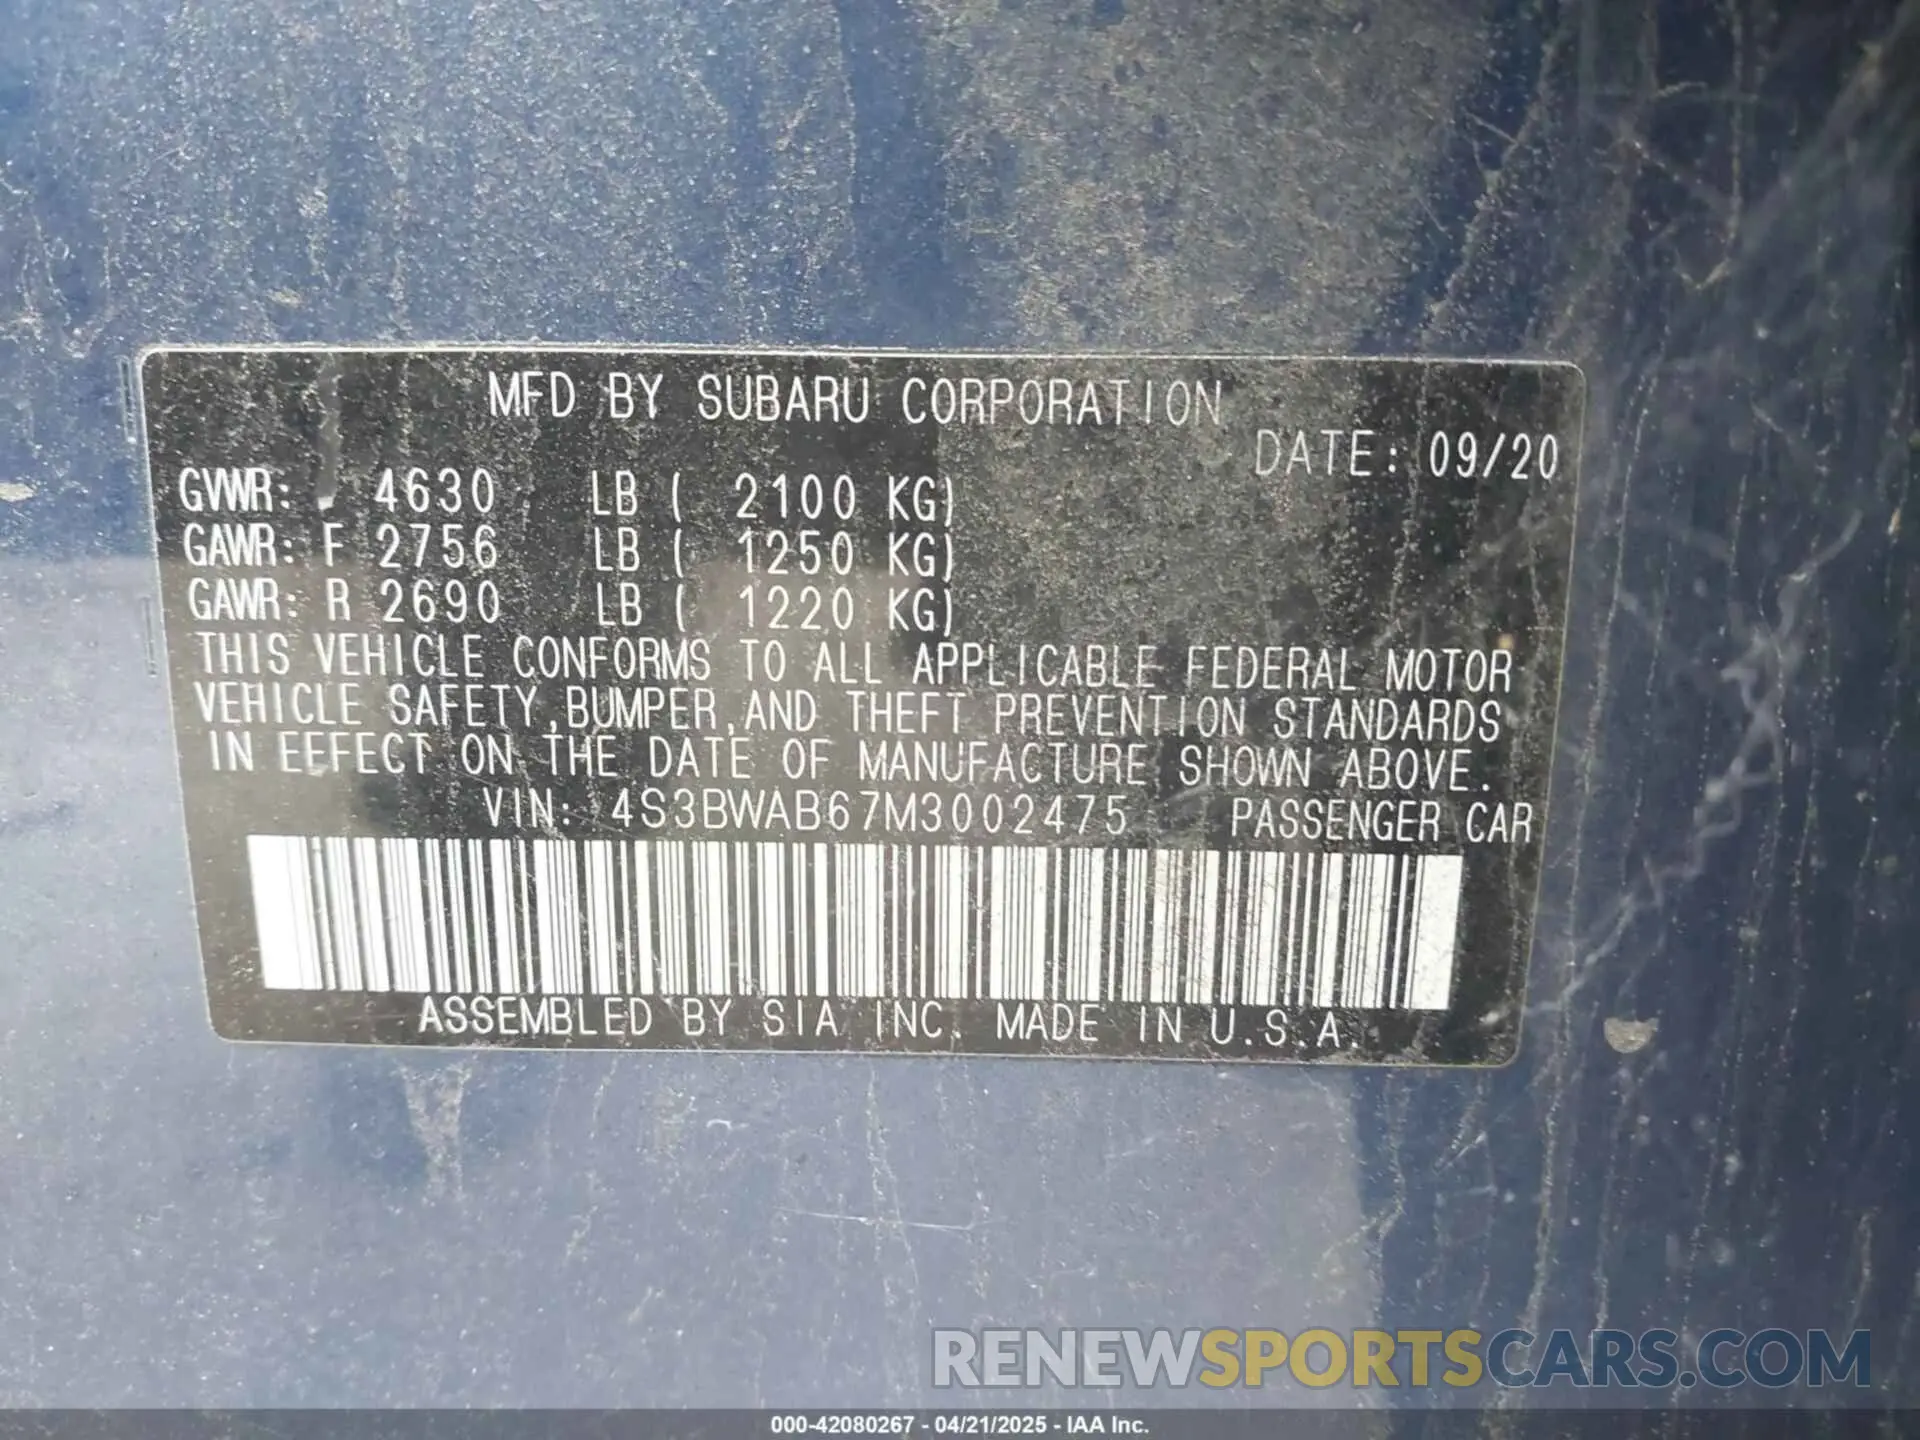 MFD BY SUBARU CORPORATION
DATE: 09/20
GVWR: 4630 LB ( 2100 KG)
GAWR: F 2756 LB ( 1250 KG)
GAWR: R 2690 LB ( 1220 KG)
THIS VEHICLE CONFORMS TO ALL APPLICABLE FEDERAL MOTOR
VEHICLE SAFETY,BUMPER,AND THEFT PREVENTION STANDARDS
IN EFFECT ON THE DATE OF MANUFACTURE SHOWN ABOVE.
VIN: 4S3BWAB67M3002475 PASSENGER CAR
ASSEMBLED BY SIA INC. MADE IN U.S.A.
RENEWSPORTSCARS.COM
000-42080267 - 04/21/2025 - IAA Inc.